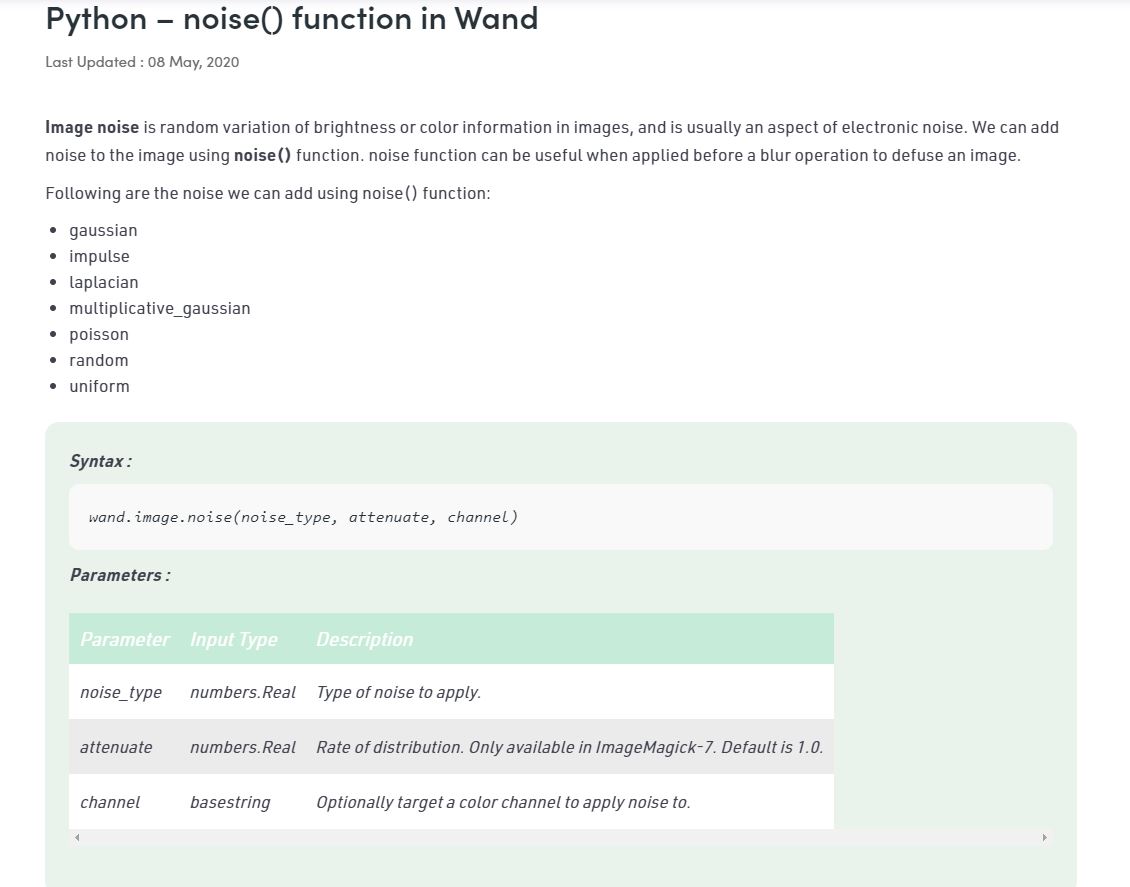 Python – noise() function in Wand
Last Updated : 08 May, 2020
Image noise is random variation of brightness or color information in images, and is usually an aspect of electronic noise. We can add
noise to the image using noise() function. noise function can be useful when applied before a blur operation to defuse an image.
Following are the noise we can add using noise() function:
gaussian
impulse
laplacian
multiplicative_gaussian
poisson
random
uniform
Syntax :
wand.image.noise(noise_type, attenuate, channel)
Parameters :
Parameter Input Type Description
noise_type numbers.Real Type of noise to apply.
attenuate numbers.Real Rate of distribution. Only available in ImageMagick-7. Default is 1.0.
channel basestring Optionally target a color channel to apply noise to.